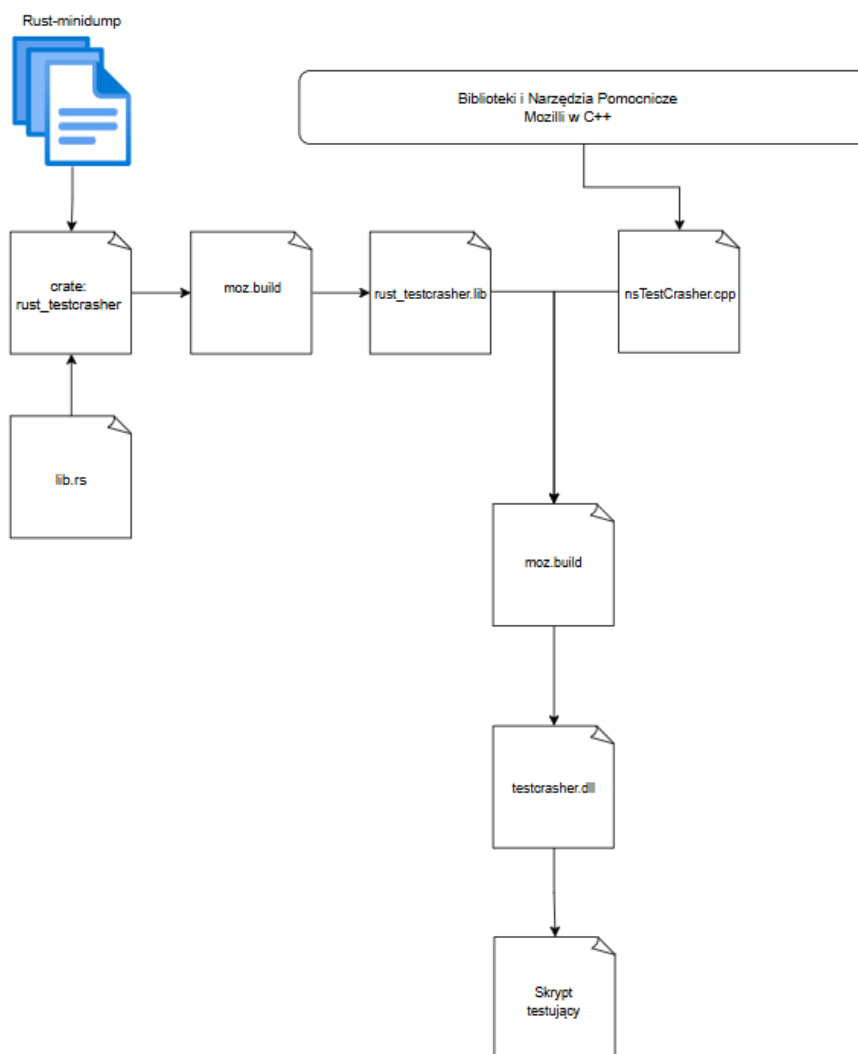 Rust-minidump
Biblioteki i Narzędzia Pomocnicze
Mozilli w C++
crate:
rust_testcrasher
moz.build
rust_testcrasher.lib
nsTestCrasher.cpp
lib.rs
moz.build
testcrasher.dll
Skrypt
testujący